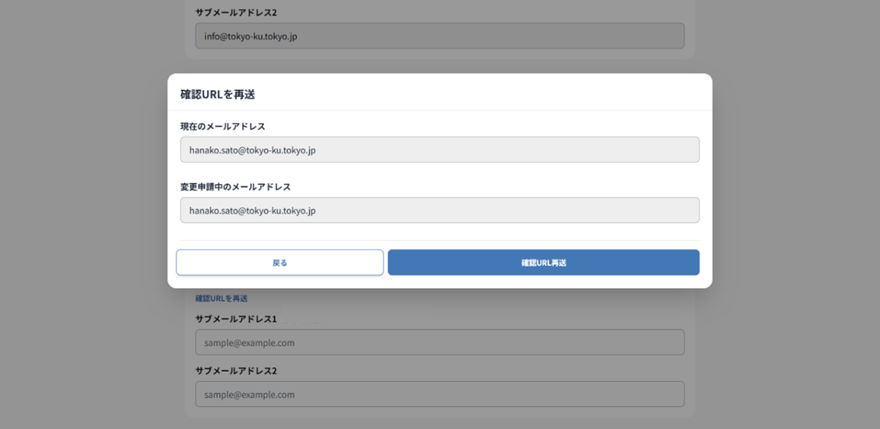 サブメールアドレス2
info@tokyo-ku.tokyo.jp
確認URLを再送
現在のメールアドレス
hanako.sato@tokyo-ku.tokyo.jp
変更申請中のメールアドレス
hanako.sato@tokyo-ku.tokyo.jp
戻る
確認URL再送
確認URLを再送
サブメールアドレス1
sample@example.com
サブメールアドレス2
sample@example.com